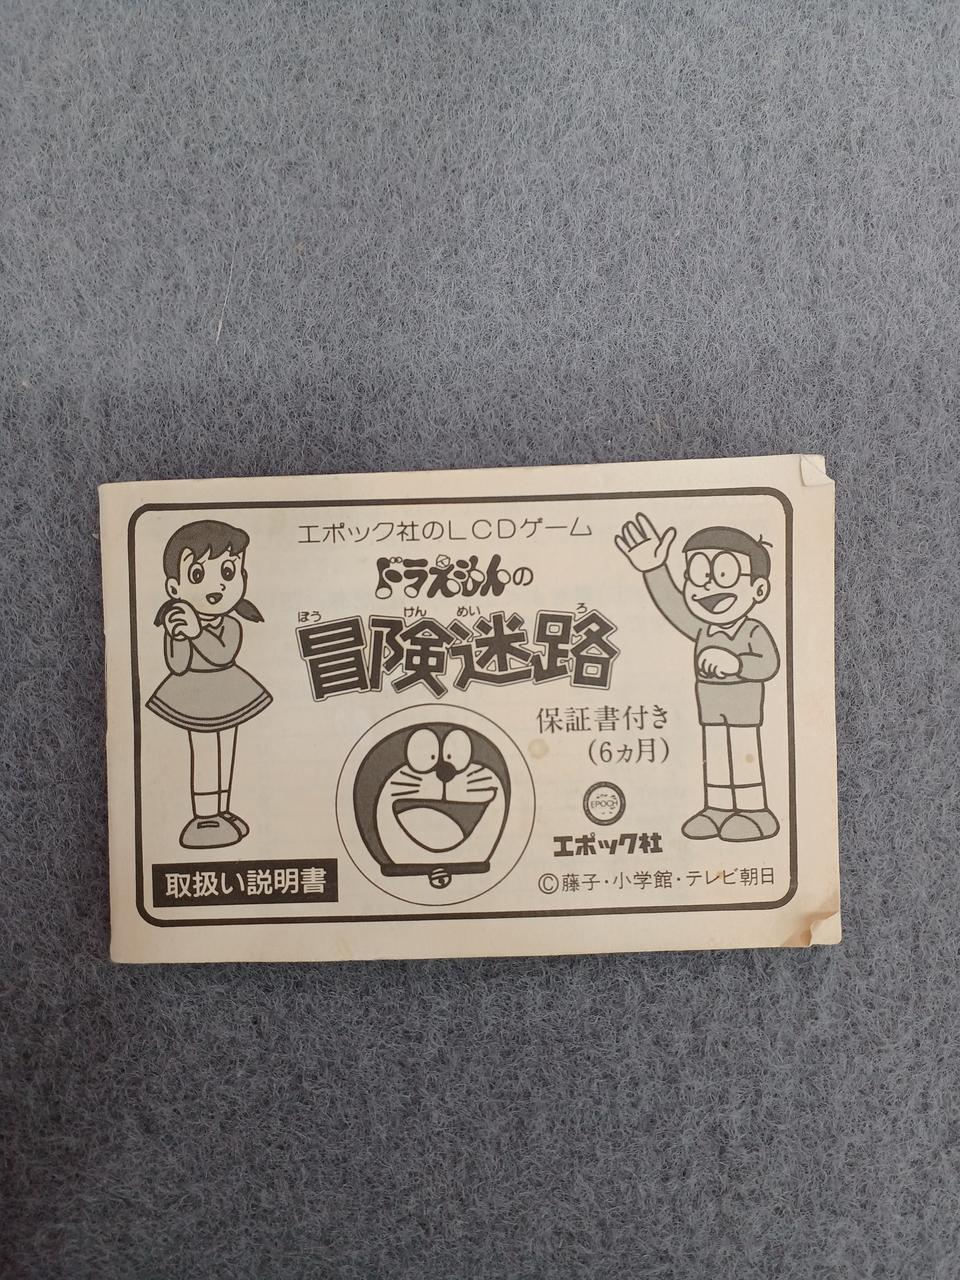 エポック社のLCDゲーム
ドラえもんの
ぼう けん めい ろ
冒険迷路
保証書付き
(6ヵ月)
EPOCH
エポック社
取扱い説明書
©藤子・小学館・テレビ朝日